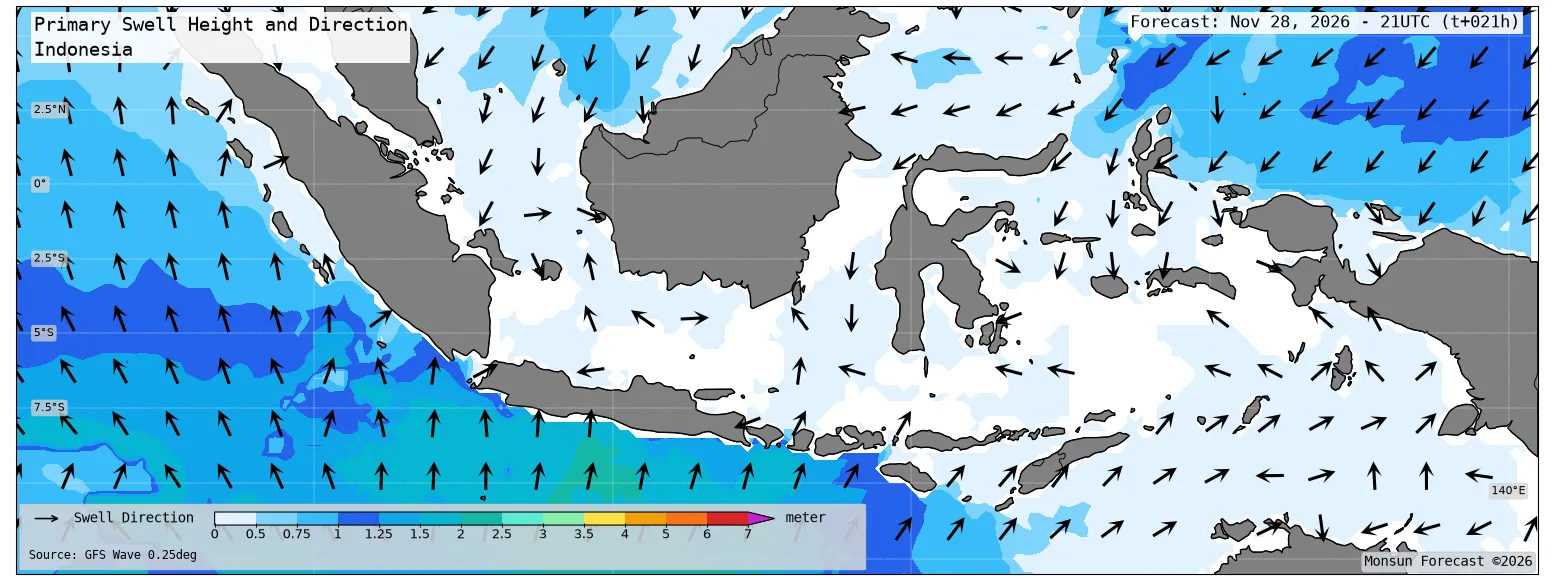 Primary Swell Height and Direction
Indonesia
Forecast: Nov 28, 2026 - 21UTC (t+021h)
2.5°N
0°
2.5°S
5°S
7.5°S
140°E
Swell Direction
0 0.5 0.75 1 1.25 1.5 2 2.5 3 3.5 4 5 6 7
meter
Source: GFS Wave 0.25deg
Monsun Forecast ©2026